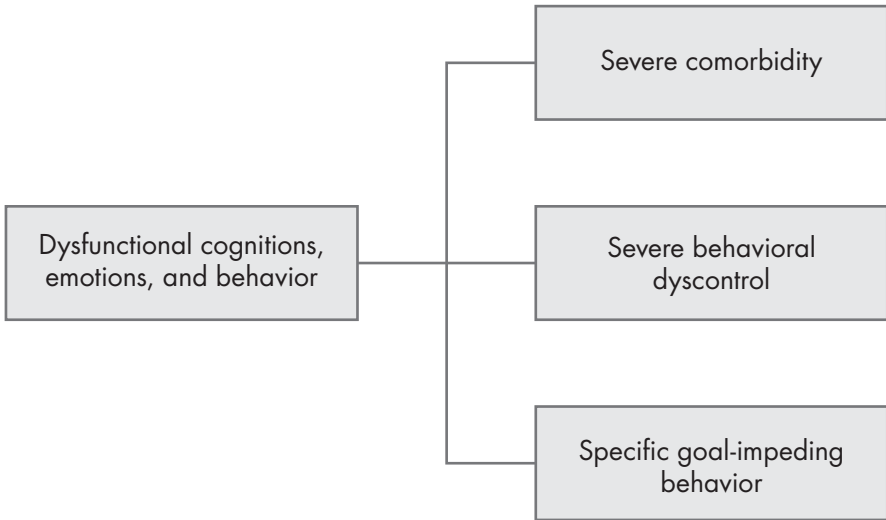 Severe comorbidity
Dysfunctional cognitions,
emotions, and behavior
Severe behavioral
dyscontrol
Specific goal-impeding
behavior